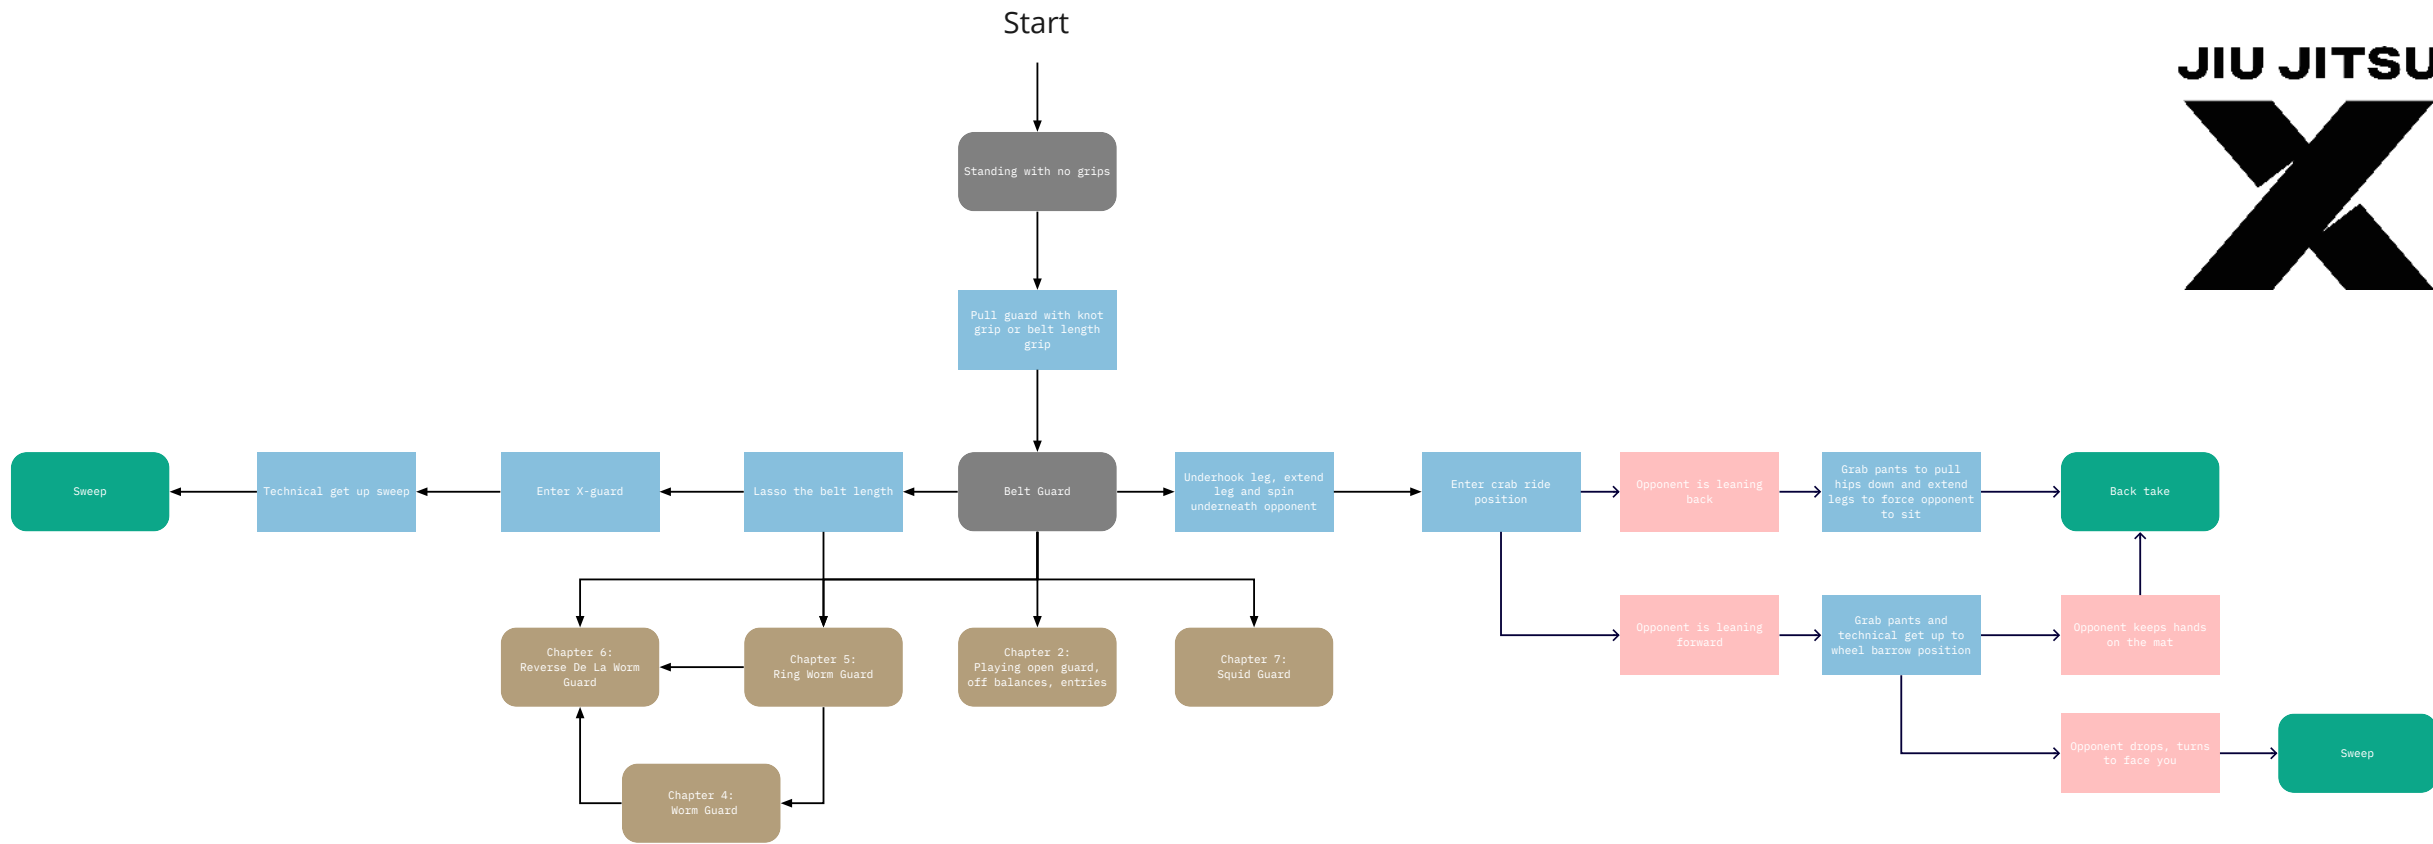 Start
JIU JITSU
X
Standing with no grips
Pull guard with knot
grip or belt length
grip
Sweep
Technical get up sweep
Enter X-guard
Lasso the belt length
Belt Guard
Underhook leg, extend
leg and spin
underneath opponent
Enter crab ride
position
Opponent is leaning
back
Grab pants to pull
hips down and extend
legs to force opponent
to sit
Back take
Chapter 6:
Reverse De La Worm
Guard
Chapter 5:
Ring Worm Guard
Chapter 2:
Playing open guard,
off balances, entries
Chapter 7:
Squid Guard
Opponent is leaning
forward
Grab pants and
technical get up to
wheel barrow position
Opponent keeps hands
on the mat
Chapter 4:
Worm Guard
Opponent drops, turns
to face you
Sweep